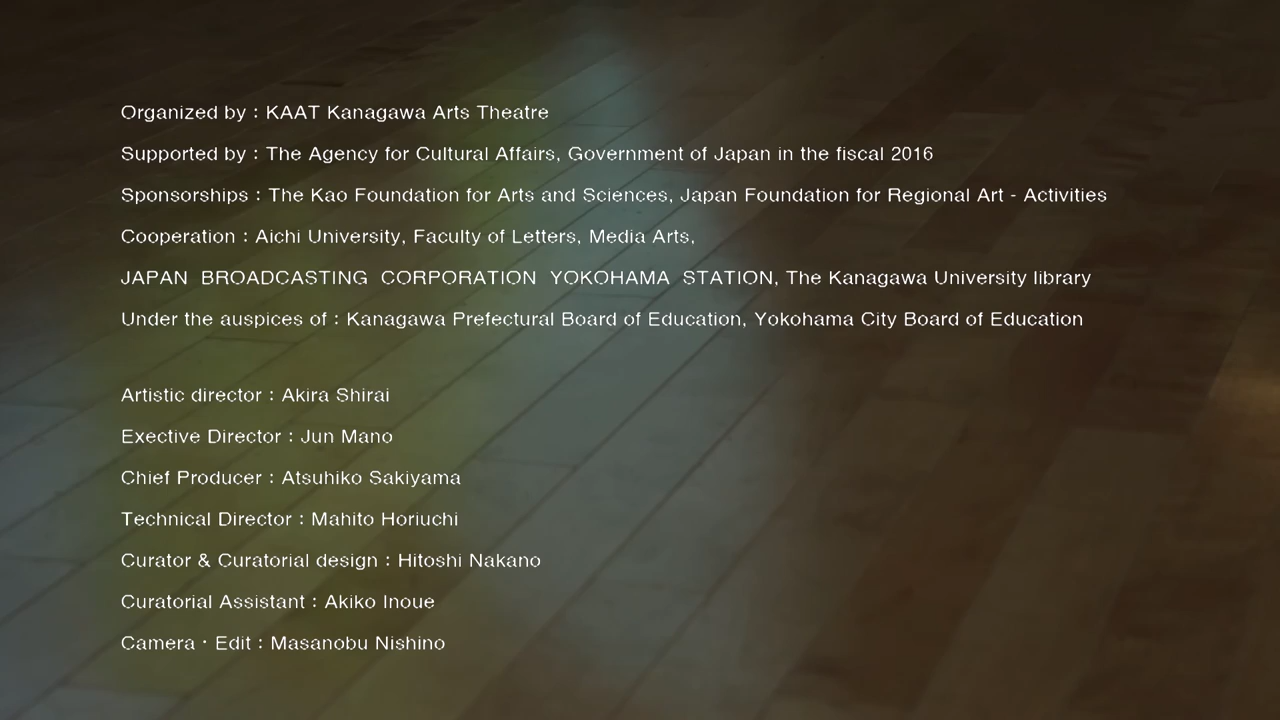 Organized by : KAAT Kanagawa Arts Theatre
Supported by : The Agency for Cultural Affairs, Government of Japan in the fiscal 2016
Sponsorships : The Kao Foundation for Arts and Sciences, Japan Foundation for Regional Art - Activities
Cooperation : Aichi University, Faculty of Letters, Media Arts,
JAPAN BROADCASTING CORPORATION YOKOHAMA STATION, The Kanagawa University library
Under the auspices of : Kanagawa Prefectural Board of Education, Yokohama City Board of Education
Artistic director : Akira Shirai
Exective Director : Jun Mano
Chief Producer : Atsuhiko Sakiyama
Technical Director : Mahito Horiuchi
Curator & Curatorial design : Hitoshi Nakano
Curatorial Assistant : Akiko Inoue
Camera・Edit : Masanobu Nishino